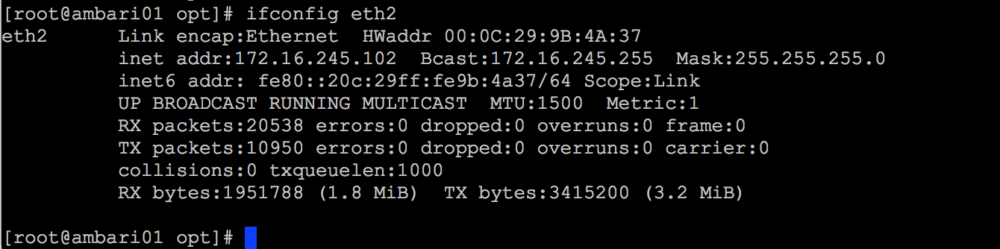 [root@ambari01 opt]# ifconfig eth2
eth2      Link encap:Ethernet  HWaddr 00:0C:29:9B:4A:37
          inet addr:172.16.245.102  Bcast:172.16.245.255  Mask:255.255.255.0
          inet6 addr: fe80::20c:29ff:fe9b:4a37/64 Scope:Link
          UP BROADCAST RUNNING MULTICAST  MTU:1500  Metric:1
          RX packets:20538 errors:0 dropped:0 overruns:0 frame:0
          TX packets:10950 errors:0 dropped:0 overruns:0 carrier:0
          collisions:0 txqueuelen:1000
          RX bytes:1951788 (1.8 MiB)  TX bytes:3415200 (3.2 MiB)
[root@ambari01 opt]#